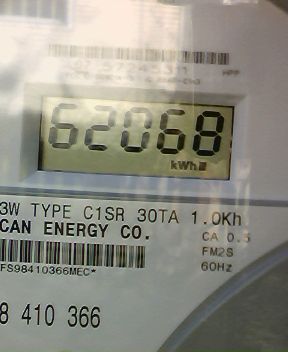 62068
kWh
3W TYPE C1SR 30TA 1.0Kh
CAN ENERGY CO.
CA 0.5
FM2S
60Hz
FS98410366MEC*
8 410 366